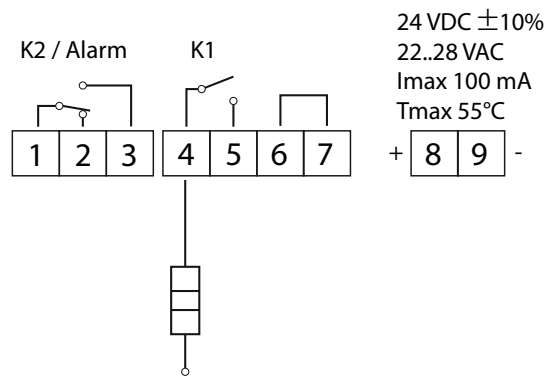 24 VDC ±10%
K2 / Alarm K1 22..28 VAC
Imax 100 mA
Tmax 55°C
1 2 3 4 5 6 7 + 8 9 -